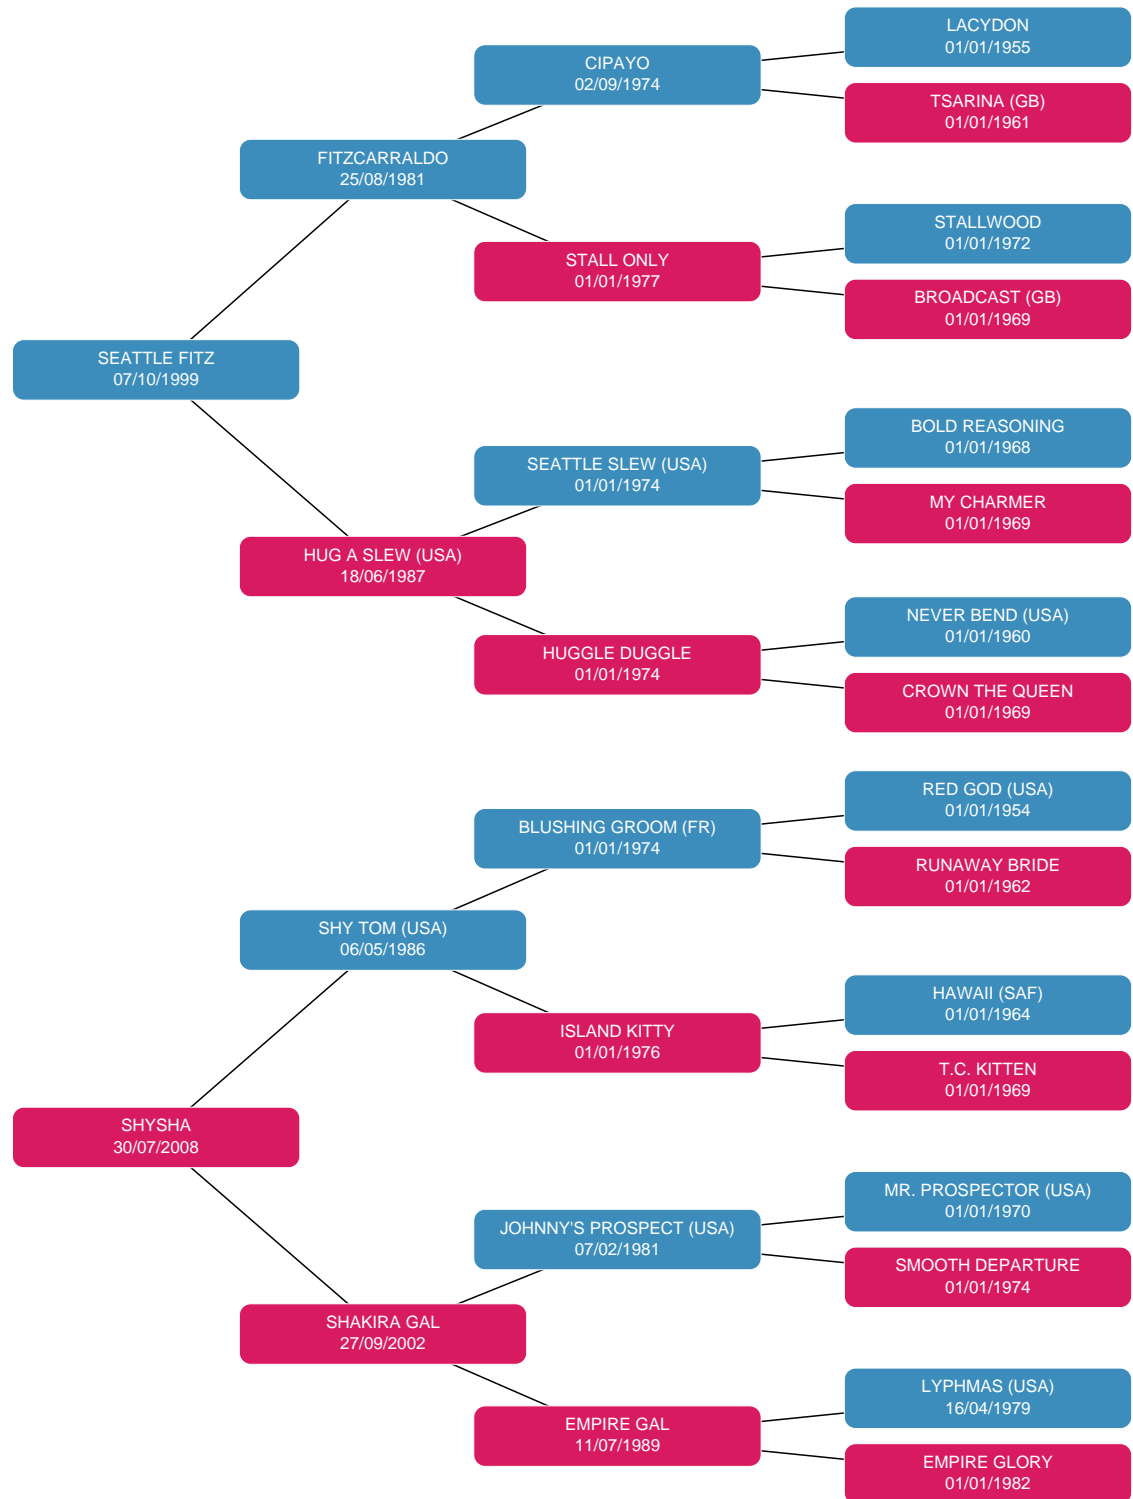 LACYDON
01/01/1955
CIPAYO
02/09/1974
TSARINA (GB)
01/01/1961
FITZCARRALDO
25/08/1981
STALLWOOD
01/01/1972
STALL ONLY
01/01/1977
BROADCAST (GB)
01/01/1969
SEATTLE FITZ
07/10/1999
BOLD REASONING
01/01/1968
SEATTLE SLEW (USA)
01/01/1974
MY CHARMER
01/01/1969
HUG A SLEW (USA)
18/06/1987
NEVER BEND (USA)
01/01/1960
HUGGLE DUGGLE
01/01/1974
CROWN THE QUEEN
01/01/1969
RED GOD (USA)
01/01/1954
BLUSHING GROOM (FR)
01/01/1974
RUNAWAY BRIDE
01/01/1962
SHY TOM (USA)
06/05/1986
HAWAII (SAF)
01/01/1964
ISLAND KITTY
01/01/1976
T.C. KITTEN
01/01/1969
SHYSHA
30/07/2008
MR. PROSPECTOR (USA)
01/01/1970
JOHNNY'S PROSPECT (USA)
07/02/1981
SMOOTH DEPARTURE
01/01/1974
SHAKIRA GAL
27/09/2002
LYPHMAS (USA)
16/04/1979
EMPIRE GAL
11/07/1989
EMPIRE GLORY
01/01/1982